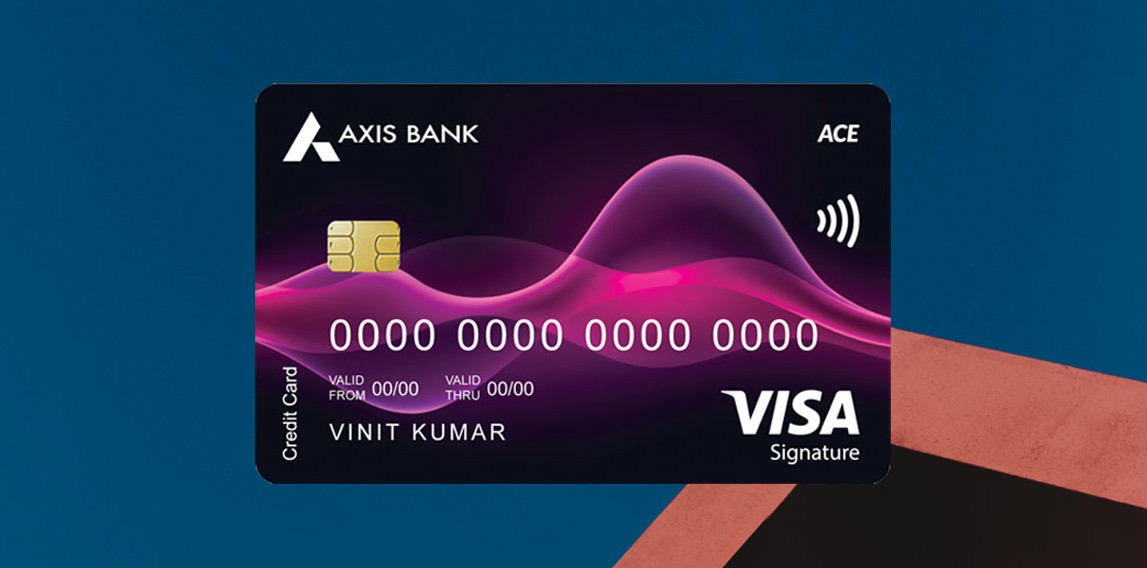 AXIS BANK
ACE
0000 0000 0000 0000
VALID FROM 00/00 VALID THRU 00/00
VINIT KUMAR
Credit Card
VISA
Signature